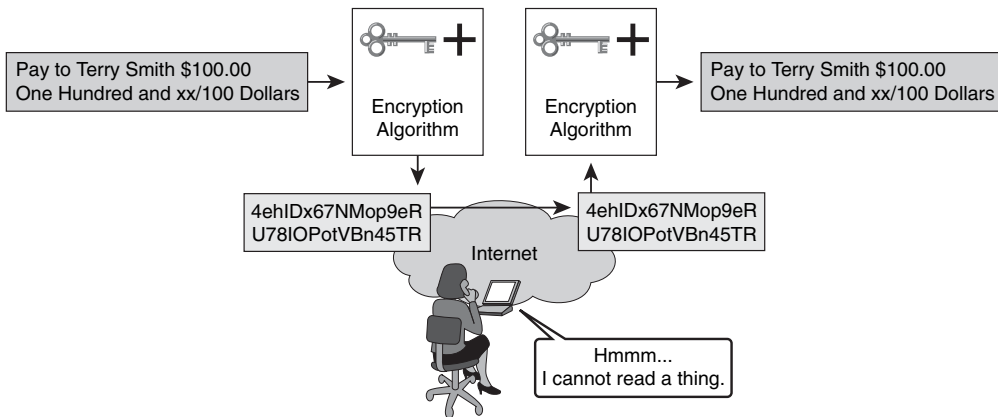 Pay to Terry Smith $100.00
One Hundred and xx/100 Dollars
Encryption
Algorithm
Encryption
Algorithm
Pay to Terry Smith $100.00
One Hundred and xx/100 Dollars
4ehIDx67NMop9eR
U78IOPotVBn45TR
4ehIDx67NMop9eR
U78IOPotVBn45TR
Internet
Hmmm...
I cannot read a thing.